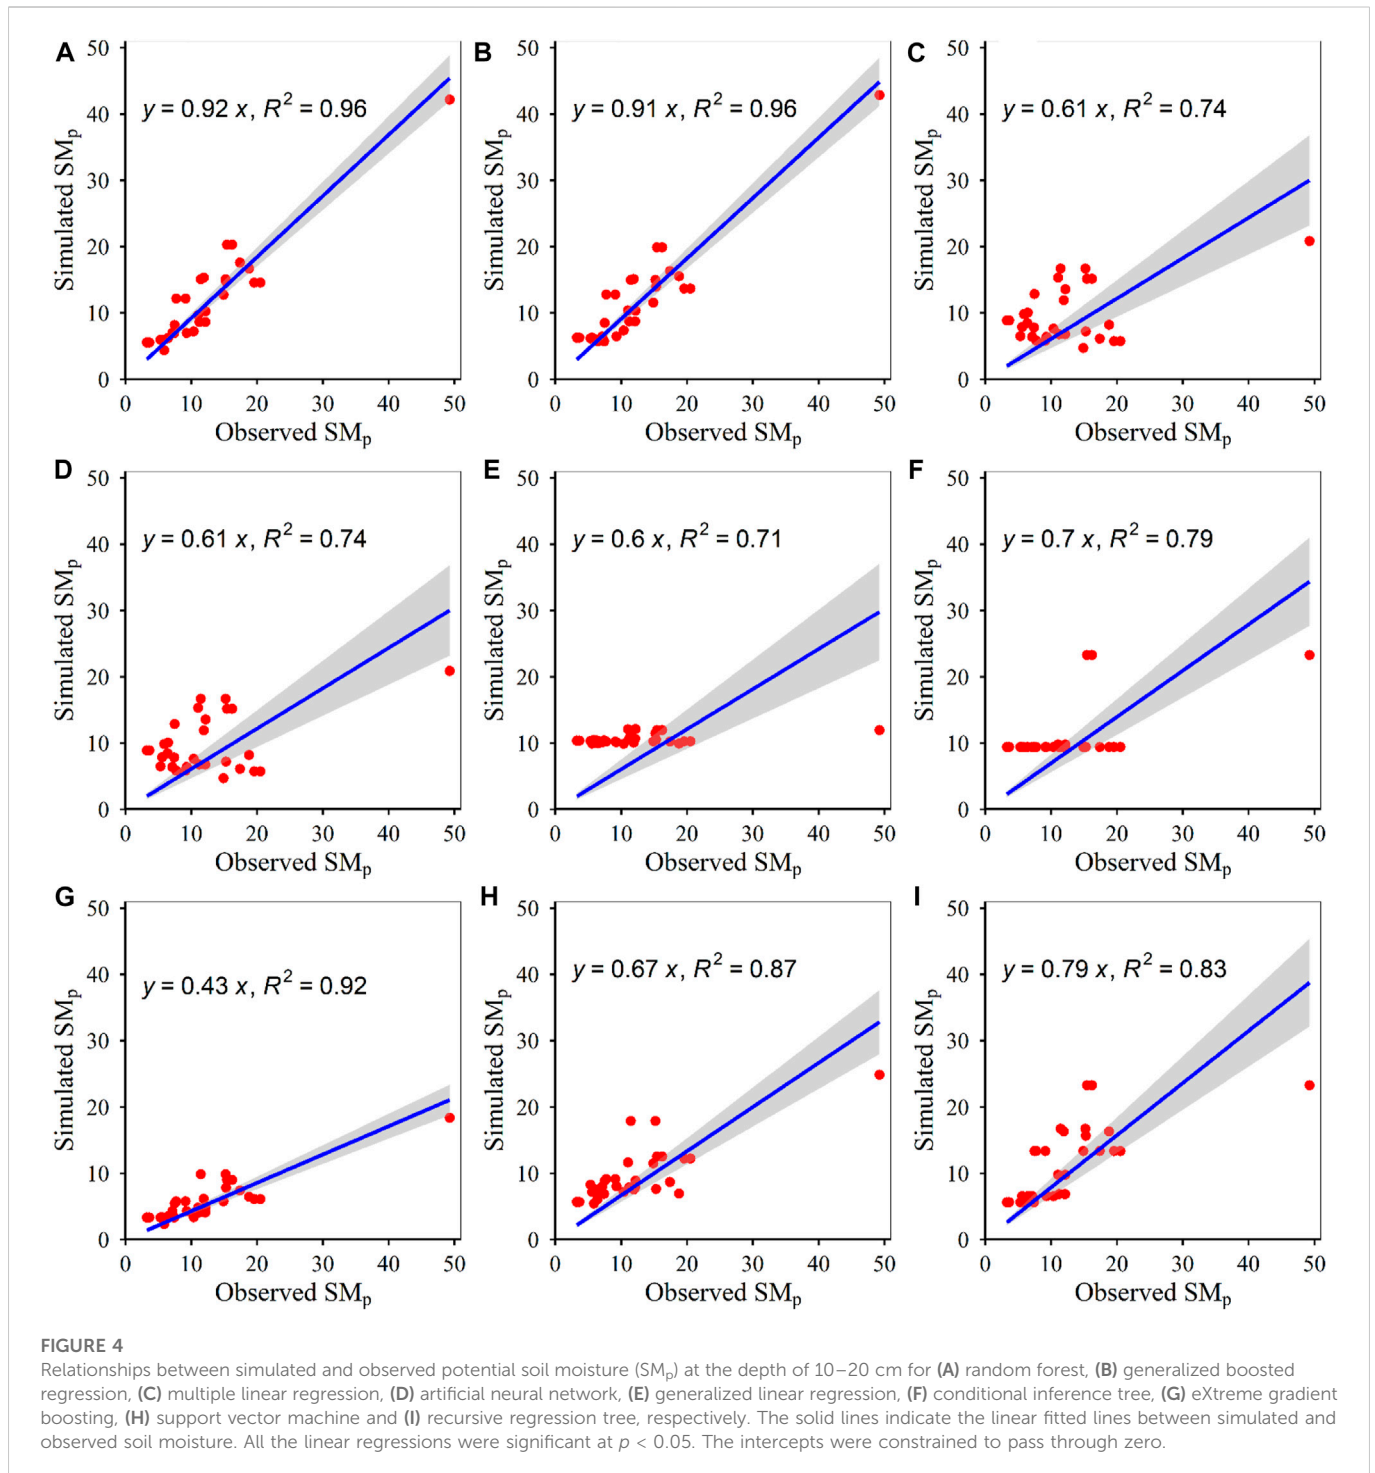 A
50
40
30
20
10
0
Simulated SMp
y = 0.92 x, R² = 0.96
0 10 20 30 40 50
Observed SMp
B
50
40
30
20
10
0
Simulated SMp
y = 0.91 x, R² = 0.96
0 10 20 30 40 50
Observed SMp
C
50
40
30
20
10
0
Simulated SMp
y = 0.61 x, R² = 0.74
0 10 20 30 40 50
Observed SMp
D
50
40
30
20
10
0
Simulated SMp
y = 0.61 x, R² = 0.74
0 10 20 30 40 50
Observed SMp
E
50
40
30
20
10
0
Simulated SMp
y = 0.6 x, R² = 0.71
0 10 20 30 40 50
Observed SMp
F
50
40
30
20
10
0
Simulated SMp
y = 0.7 x, R² = 0.79
0 10 20 30 40 50
Observed SMp
G
50
40
30
20
10
0
Simulated SMp
y = 0.43 x, R² = 0.92
0 10 20 30 40 50
Observed SMp
H
50
40
30
20
10
0
Simulated SMp
y = 0.67 x, R² = 0.87
0 10 20 30 40 50
Observed SMp
I
50
40
30
20
10
0
Simulated SMp
y = 0.79 x, R² = 0.83
0 10 20 30 40 50
Observed SMp
FIGURE 4
Relationships between simulated and observed potential soil moisture (SMp) at the depth of 10–20 cm for (A) random forest, (B) generalized boosted
regression, (C) multiple linear regression, (D) artificial neural network, (E) generalized linear regression, (F) conditional inference tree, (G) eXtreme gradient
boosting, (H) support vector machine and (I) recursive regression tree, respectively. The solid lines indicate the linear fitted lines between simulated and
observed soil moisture. All the linear regressions were significant at p < 0.05. The intercepts were constrained to pass through zero.